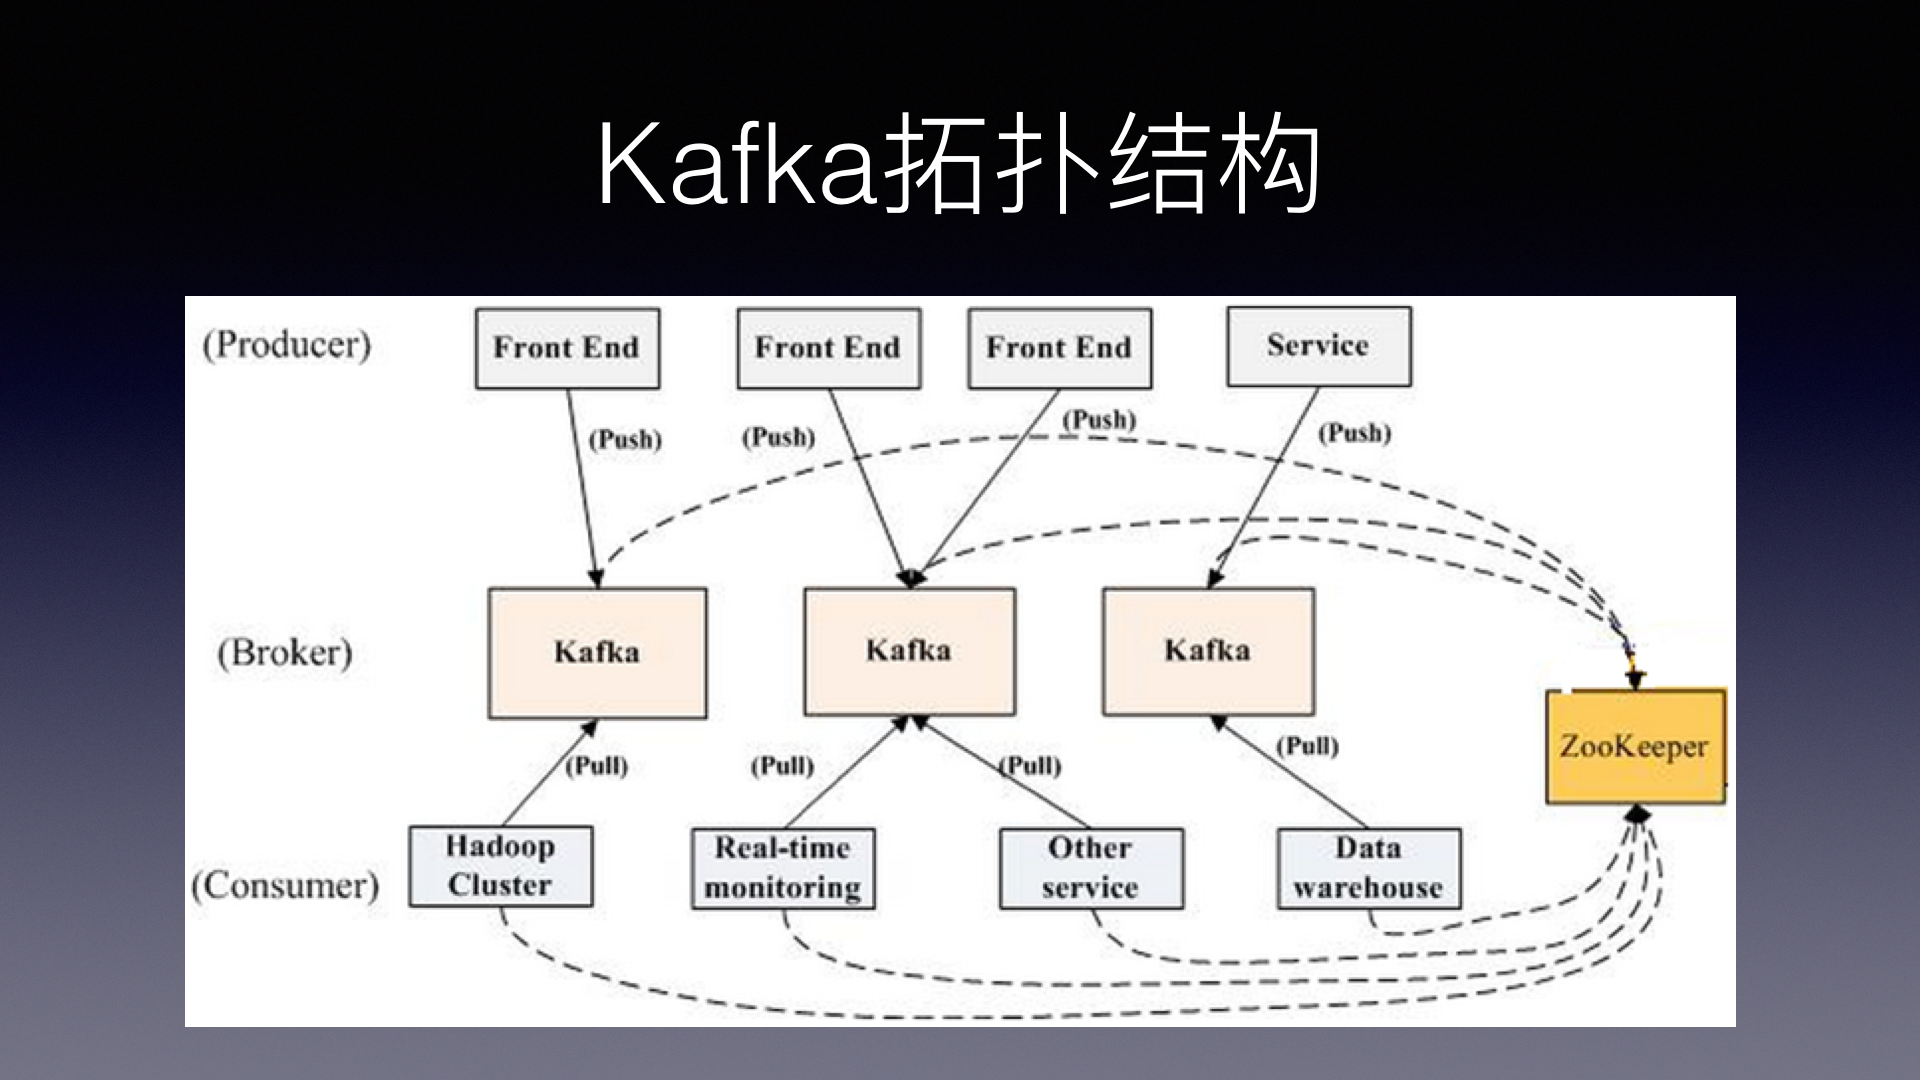 Kafka拓扑结构
(Producer)
Front End
Front End
Front End
Service
(Push)
(Push)
(Push)
(Push)
(Broker)
Kafka
Kafka
Kafka
ZooKeeper
(Pull)
(Pull)
(Pull)
(Pull)
(Consumer)
Hadoop
Cluster
Real-time
monitoring
Other
service
Data
warehouse